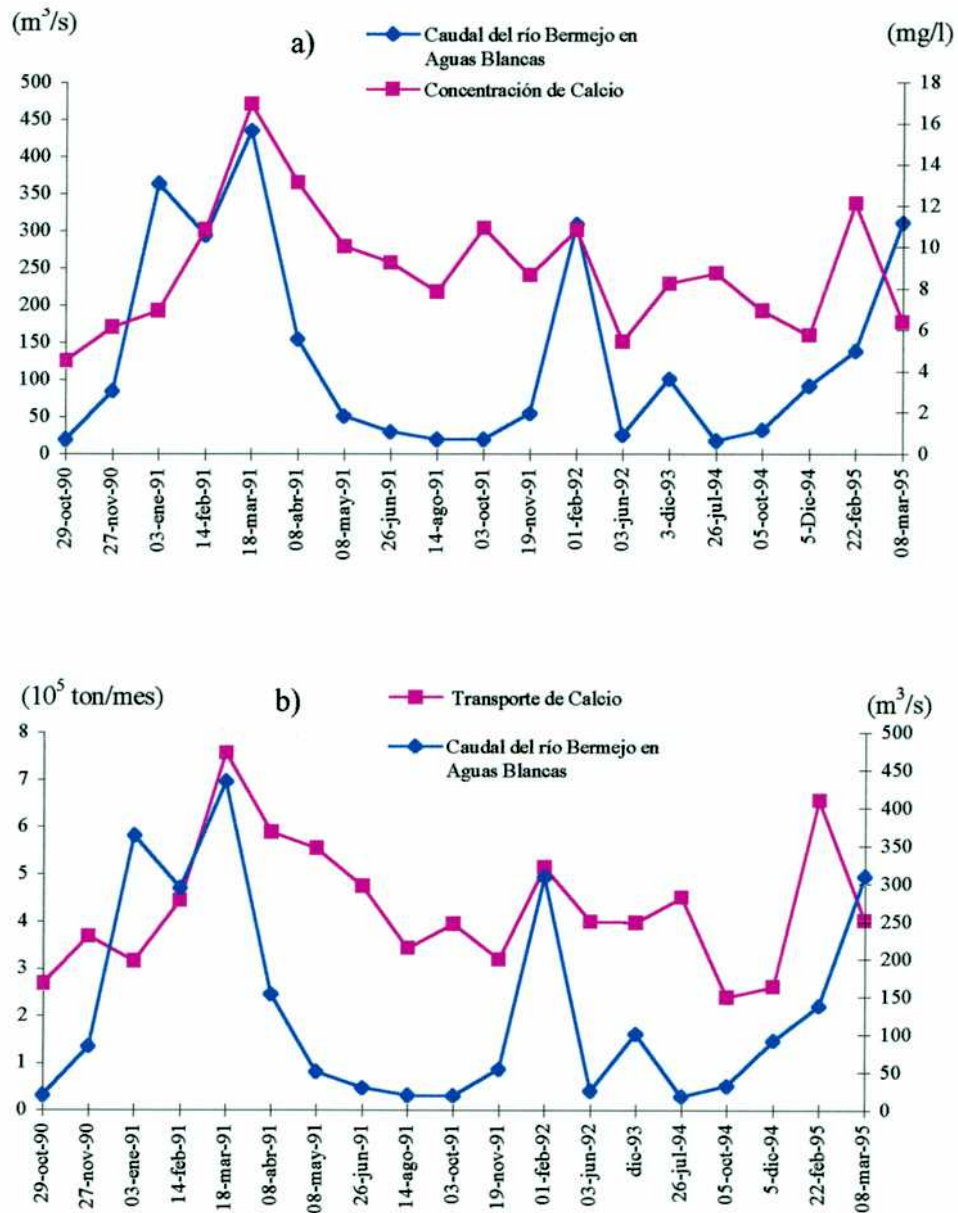 (m³/s)
a)
Caudal del río Bermejo en
Aguas Blancas
Concentración de Calcio
(mg/l)
500
450
400
350
300
250
200
150
100
50
0
18
16
14
12
10
8
6
4
2
0
29-oct-90
27-nov-90
03-ene-91
14-feb-91
18-mar-91
08-abr-91
08-may-91
26-jun-91
14-ago-91
03-oct-91
19-nov-91
01-feb-92
03-jun-92
3-dic-93
26-jul-94
05-oct-94
5-Dic-94
22-feb-95
08-mar-95
(10⁵ ton/mes)
b)
Transporte de Calcio
Caudal del río Bermejo en
Aguas Blancas
(m³/s)
8
7
6
5
4
3
2
1
0
500
450
400
350
300
250
200
150
100
50
0
29-oct-90
27-nov-90
03-ene-91
14-feb-91
18-mar-91
08-abr-91
08-may-91
26-jun-91
14-ago-91
03-oct-91
19-nov-91
01-feb-92
03-jun-92
dic-93
26-jul-94
05-oct-94
5-dic-94
22-feb-95
08-mar-95